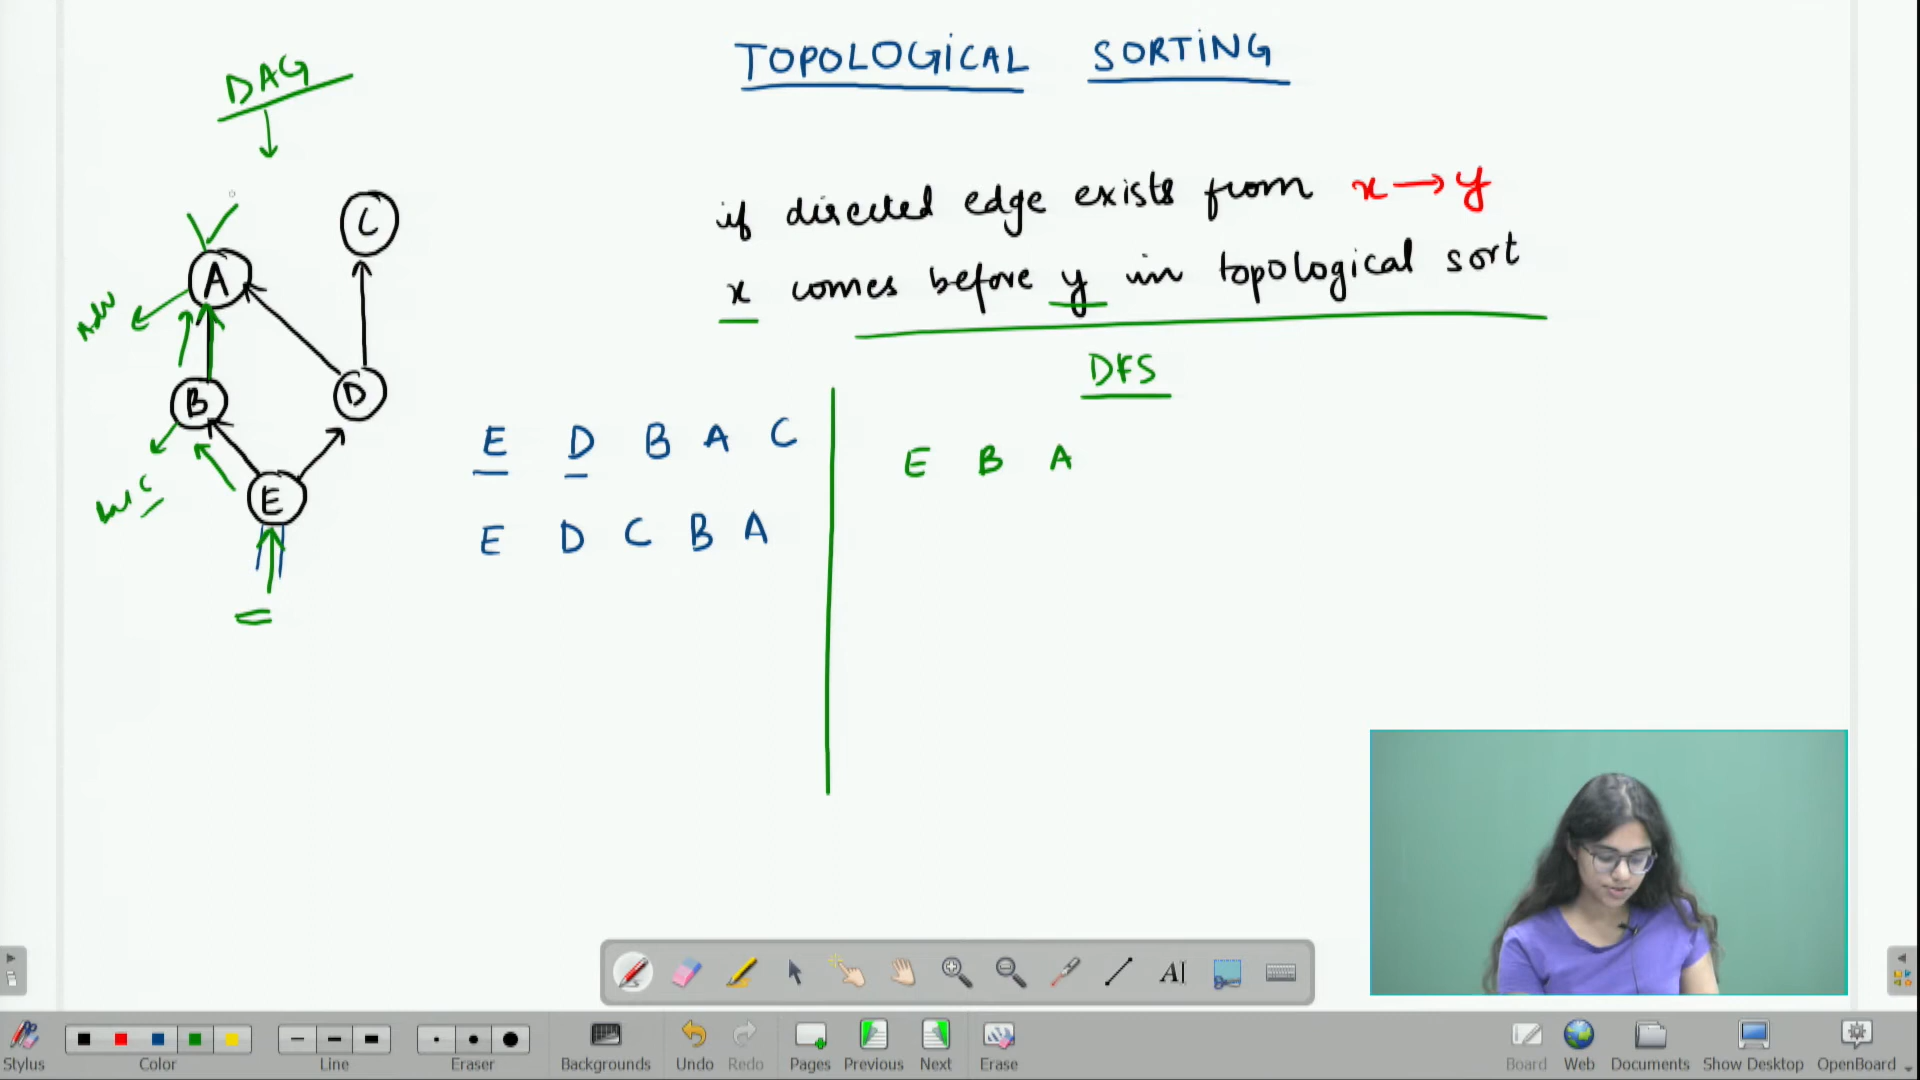 TOPOLOGICAL SORTING
DAG
if directed edge exists from x → y
x comes before y in topological sort
DFS
A
C
B
D
E
E D B A C
E D C B A
E B A
Stylus
Color
Line
Eraser
Backgrounds
Undo
Redo
Pages
Previous
Next
Erase
Board
Web
Documents
Show Desktop
OpenBoard